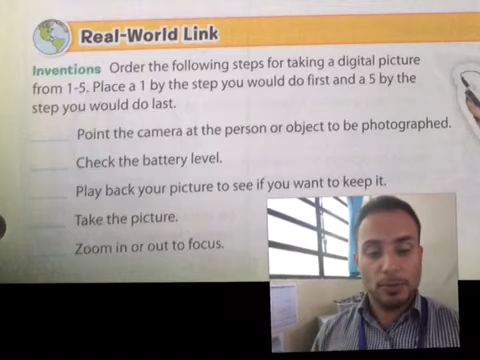 Real-World Link
Inventions Order the following steps for taking a digital picture
from 1-5. Place a 1 by the step you would do first and a 5 by the
step you would do last.
Point the camera at the person or object to be photographed.
Check the battery level.
Play back your picture to see if you want to keep it.
Take the picture.
Zoom in or out to focus.